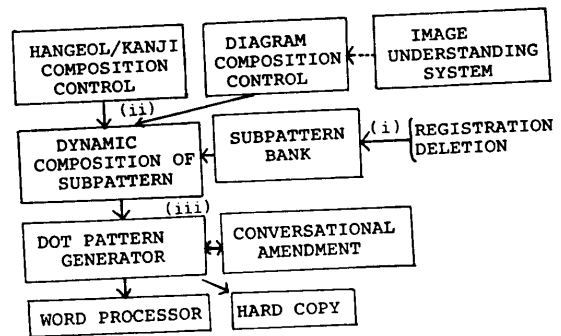 HANGEOL/KANJI
COMPOSITION
CONTROL
DIAGRAM
COMPOSITION
CONTROL
IMAGE
UNDERSTANDING
SYSTEM
(ii)
DYNAMIC
COMPOSITION OF
SUBPATTERN
SUBPATTERN
BANK
(i)
REGISTRATION
DELETION
(iii)
DOT PATTERN
GENERATOR
CONVERSATIONAL
AMENDMENT
WORD PROCESSOR
HARD COPY